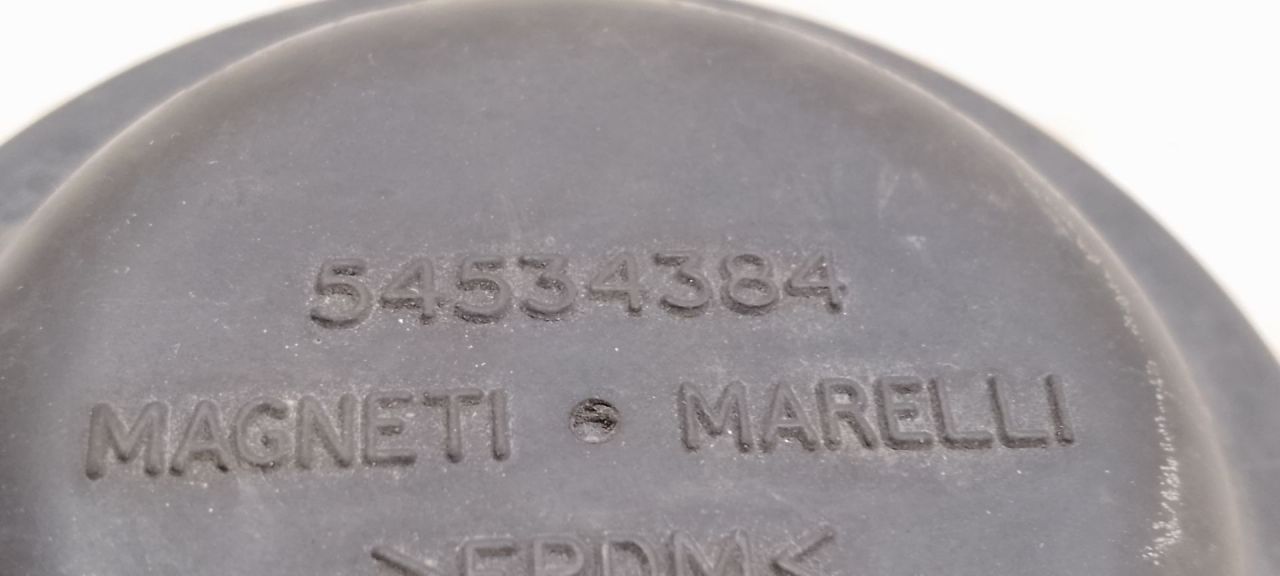 54534384
MAGNETI • MARELLI
>EPDM<